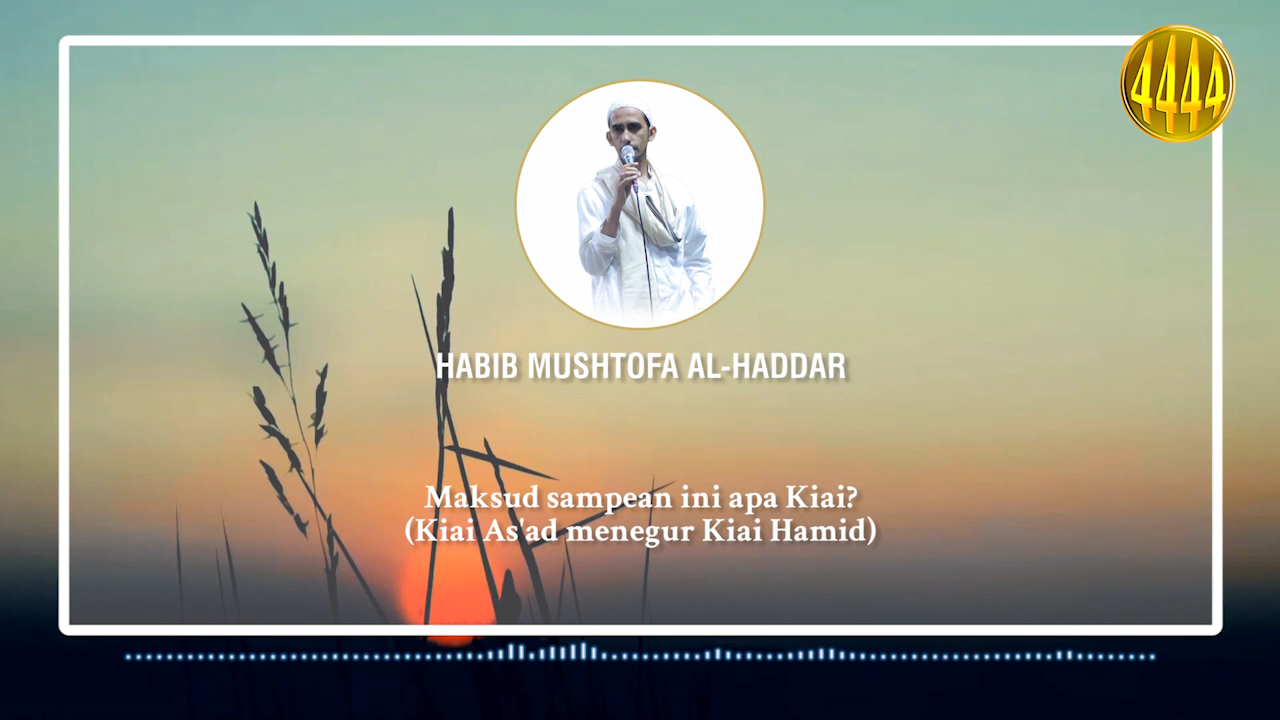 4444
HABIB MUSHTOFA AL-HADDAR
Maksud sampean ini apa Kiai?
(Kiai As'ad menegur Kiai Hamid)